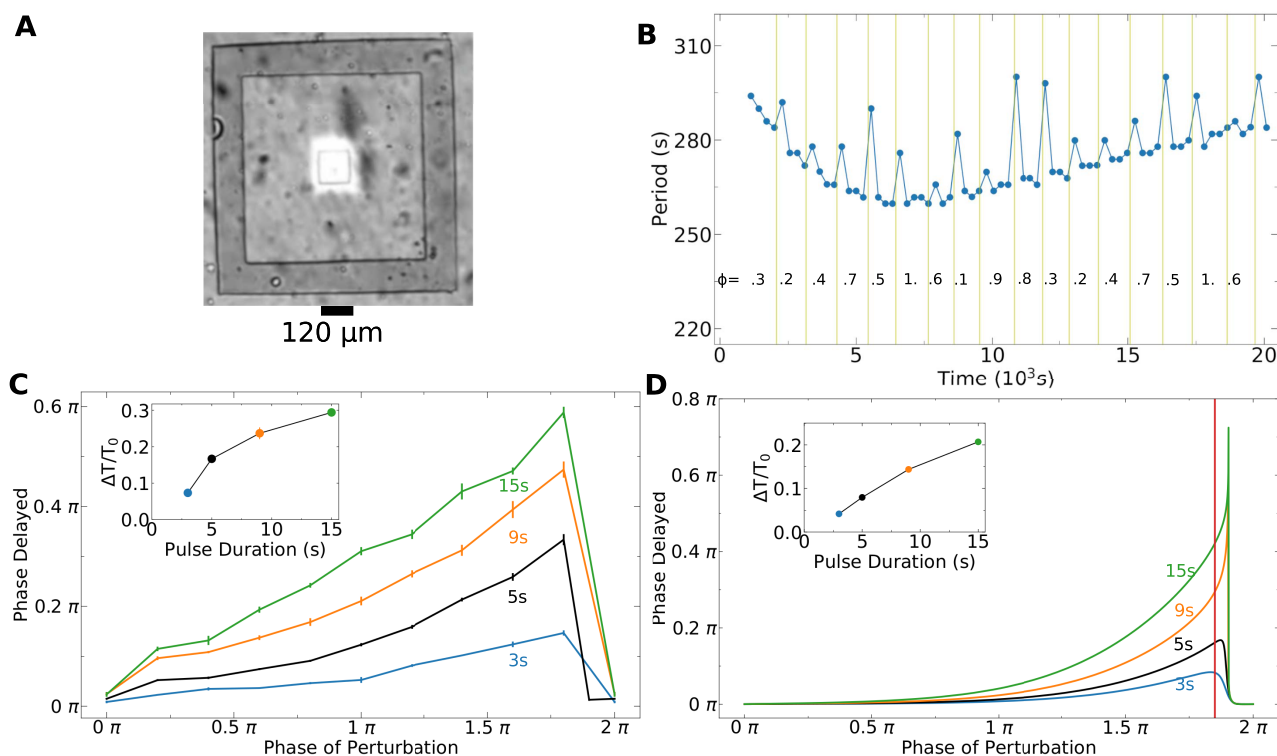 A
120 μm
B
310
280
250
220
Period (s)
ϕ= .3 .2 .4 .7 .5 1. .6 .1 .9 .8 .3 .2 .4 .7 .5 1. .6
0 5 10 15 20
Time (10³s)
C
0.6 π
0.4 π
0.2 π
0 π
Phase Delayed
0.3
0.2
0.1
0.0
ΔT/T₀
0 5 10 15
Pulse Duration (s)
15s
9s
5s
3s
0 π 0.5 π 1 π 1.5 π 2 π
Phase of Perturbation
D
0.8 π
0.6 π
0.4 π
0.2 π
0 π
Phase Delayed
0.2
0.1
0.0
ΔT/T₀
0 5 10 15
Pulse Duration (s)
15s
9s
5s
3s
0 π 0.5 π 1 π 1.5 π 2 π
Phase of Perturbation